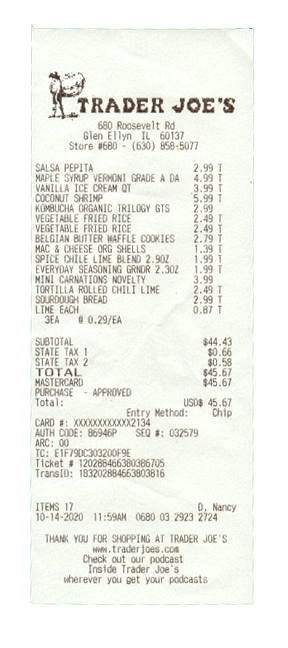 TRADER JOE'S
680 Roosevelt Rd
Glen Ellyn IL 60137
Store #680 - (630) 858-5077
SALSA PEPITA 2.99 T
MAPLE SYRUP VERMONT GRADE A DA 4.99 T
VANILLA ICE CREAM QT 3.99 T
COCONUT SHRIMP 5.99 T
KOMBUCHA ORGANIC TRILOGY GTS 2.99
VEGETABLE FRIED RICE 2.49 T
VEGETABLE FRIED RICE 2.49 T
BELGIAN BUTTER WAFFLE COOKIES 2.79 T
MAC & CHEESE ORG SHELLS 1.39 T
SPICE CHILE LIME BLEND 2.9OZ 1.99 T
EVERYDAY SEASONING GRNDR 2.3OZ 1.99 T
MINI CARNATIONS NOVELTY 3.99
TORTILLA ROLLED CHILI LIME 2.49 T
SOURDOUGH BREAD 2.99 T
LIME EACH 0.87 T
3EA @ 0.29/EA
SUBTOTAL $44.43
STATE TAX 1 $0.66
STATE TAX 2 $0.58
TOTAL $45.67
MASTERCARD $45.67
PURCHASE - APPROVED
Total: USD$ 45.67
Entry Method: Chip
CARD #: XXXXXXXXXXXX2134
AUTH CODE: 86946P SEQ #: 032579
ARC: 00
TC: E1F79DC303200F9E
Ticket # 120288466380386705
TransID: 183202884663803816
ITEMS 17 D, Nancy
10-14-2020 11:59AM 0680 03 2923 2724
THANK YOU FOR SHOPPING AT TRADER JOE'S
www.traderjoes.com
Check out our podcast
Inside Trader Joe's
wherever you get your podcasts